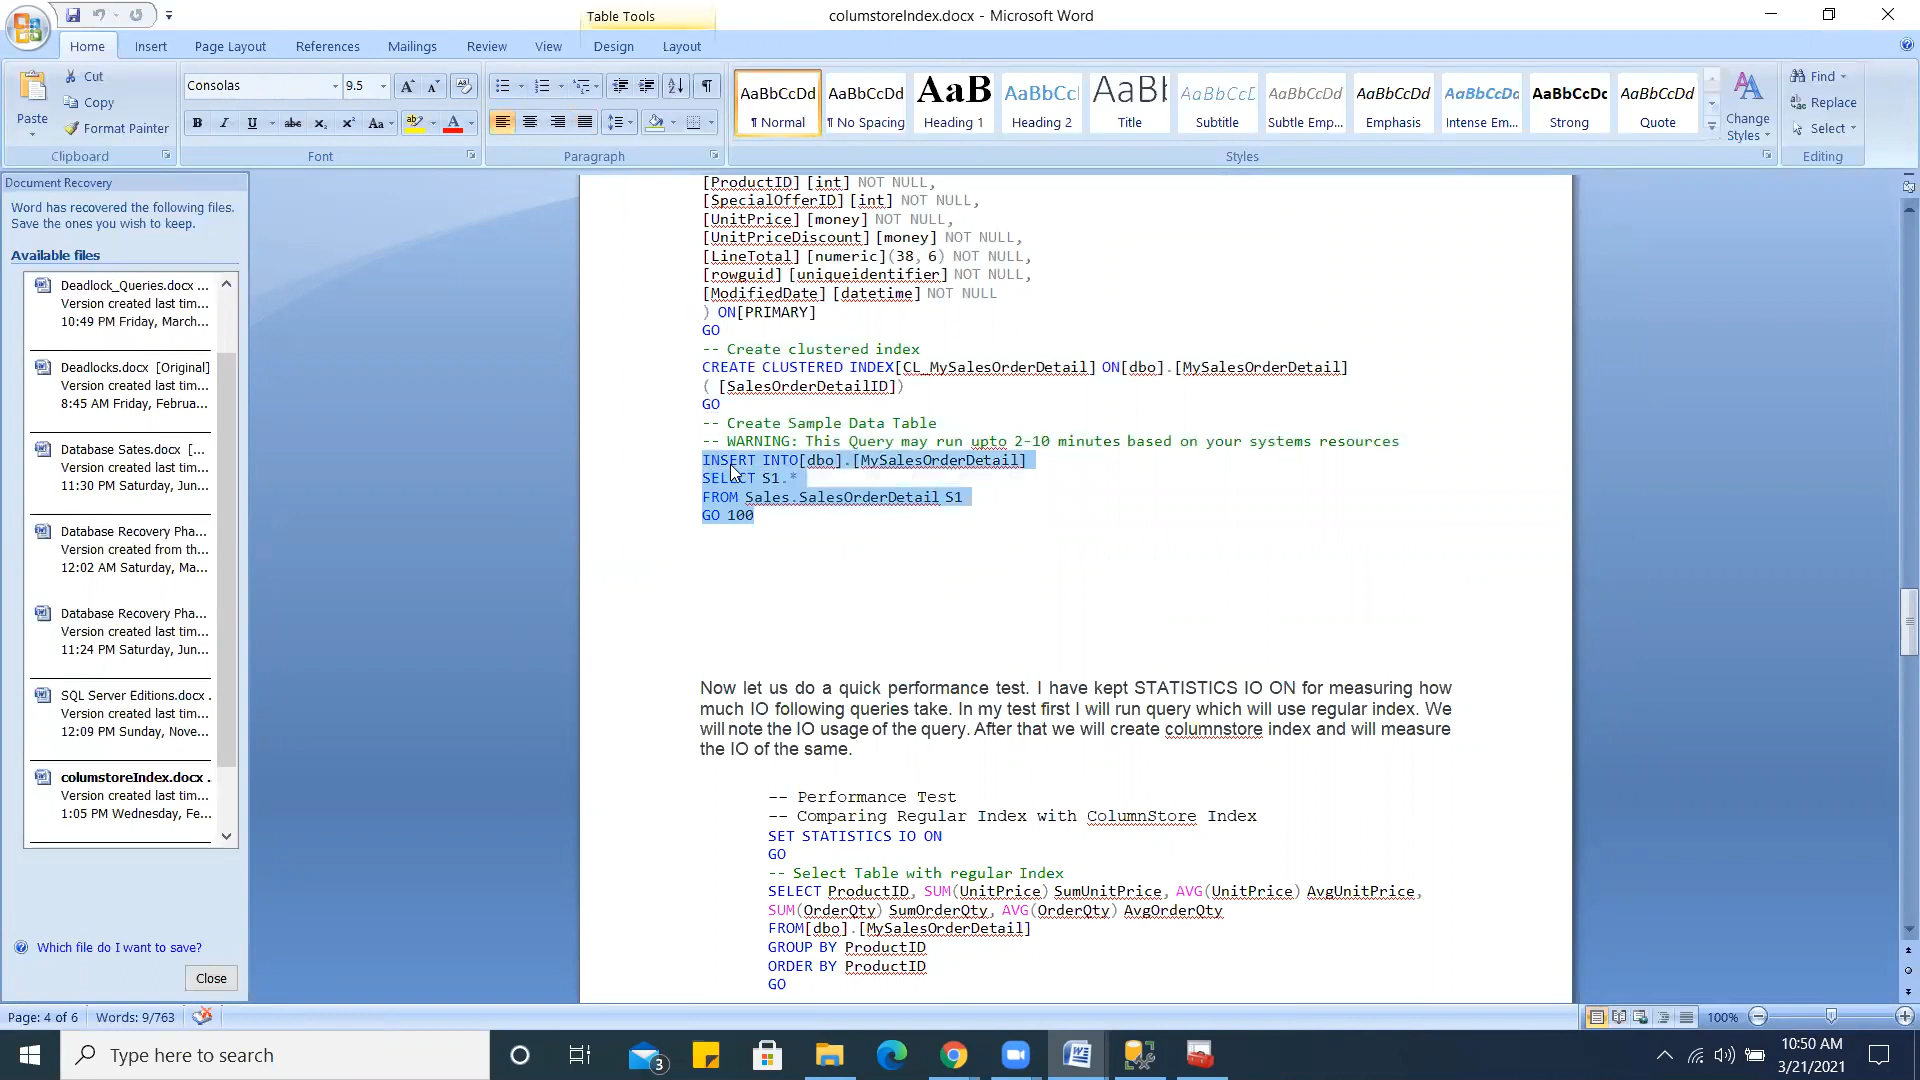 Table Tools
columstoreIndex.docx - Microsoft Word
Home
Insert
Page Layout
References
Mailings
Review
View
Design
Layout
Paste
Cut
Copy
Format Painter
Clipboard
Consolas
9.5
Font
Paragraph
AaBbCcDd
¶ Normal
AaBbCcDd
¶ No Spacing
AaB
Heading 1
AaBbCc
Heading 2
Title
Subtitle
AaBbCcDd
Subtle Emp...
AaBbCcDd
Emphasis
Intense Em...
Strong
AaBbCcDd
Quote
Change
Styles
Styles
Find
Replace
Select
Editing
Document Recovery
Word has recovered the following files.
Save the ones you wish to keep.
Available files
Deadlock_Queries.docx ...
Version created last tim...
10:49 PM Friday, March...
Deadlocks.docx [Original]
Version created last tim...
8:45 AM Friday, Februa...
Database Sates.docx [...
Version created last tim...
11:30 PM Saturday, Jun...
Database Recovery Pha...
Version created from th...
12:02 AM Saturday, Ma...
Database Recovery Pha...
Version created last tim...
11:24 PM Saturday, Jun...
SQL Server Editions.docx .
Version created last tim...
12:09 PM Sunday, Nove...
columstoreIndex.docx .
Version created last tim...
1:05 PM Wednesday, Fe...
Which file do I want to save?
Close
[ProductID] [int] NOT NULL,
[SpecialOfferID] [int] NOT NULL,
[UnitPrice] [money] NOT NULL,
[UnitPriceDiscount] [money] NOT NULL,
[LineTotal] [numeric](38, 6) NOT NULL,
[rowguid] [uniqueidentifier] NOT NULL,
[ModifiedDate] [datetime] NOT NULL
) ON[PRIMARY]
GO
-- Create clustered index
CREATE CLUSTERED INDEX[CL_MySalesOrderDetail] ON[dbo].[MySalesOrderDetail]
( [SalesOrderDetailID])
GO
-- Create Sample Data Table
-- WARNING: This Query may run upto 2-10 minutes based on your systems resources
INSERT INTO[dbo].[MySalesOrderDetail]
SELECT S1.*
FROM Sales.SalesOrderDetail S1
GO 100
Now let us do a quick performance test. I have kept STATISTICS IO ON for measuring how
much IO following queries take. In my test first I will run query which will use regular index. We
will note the IO usage of the query. After that we will create columnstore index and will measure
the IO of the same.
-- Performance Test
-- Comparing Regular Index with ColumnStore Index
SET STATISTICS IO ON
GO
-- Select Table with regular Index
SELECT ProductID, SUM(UnitPrice) SumUnitPrice, AVG(UnitPrice) AvgUnitPrice,
SUM(OrderQty) SumOrderQty, AVG(OrderQty) AvgOrderQty
FROM[dbo].[MySalesOrderDetail]
GROUP BY ProductID
ORDER BY ProductID
GO
Page: 4 of 6
Words: 9/763
100%
Type here to search
3
10:50 AM
3/21/2021